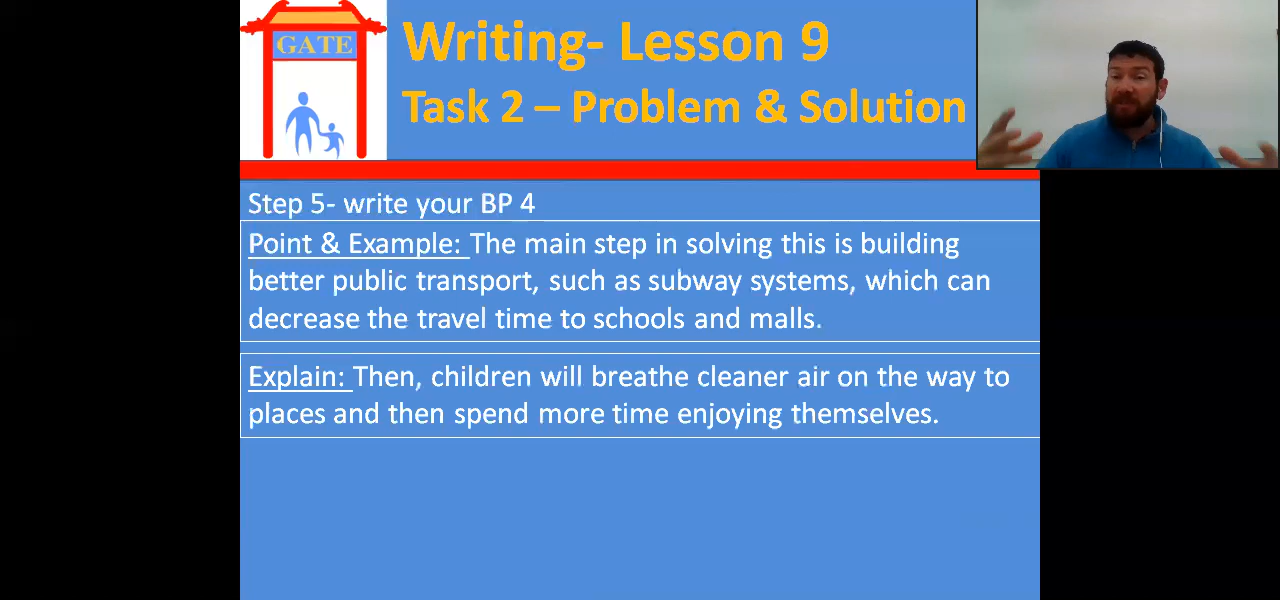 GATE
Writing- Lesson 9
Task 2 – Problem & Solution
Step 5- write your BP 4
Point & Example: The main step in solving this is building
better public transport, such as subway systems, which can
decrease the travel time to schools and malls.
Explain: Then, children will breathe cleaner air on the way to
places and then spend more time enjoying themselves.